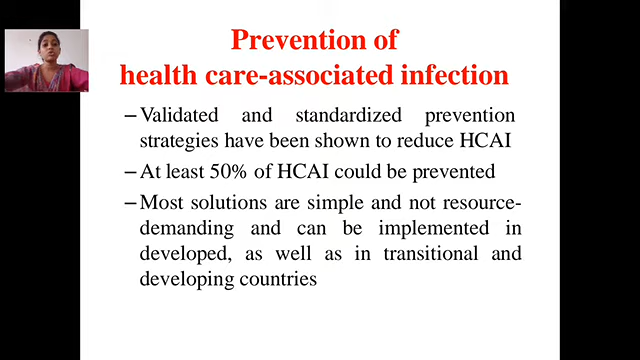 Prevention of
health care-associated infection
– Validated and standardized prevention
strategies have been shown to reduce HCAI
– At least 50% of HCAI could be prevented
– Most solutions are simple and not resource-
demanding and can be implemented in
developed, as well as in transitional and
developing countries